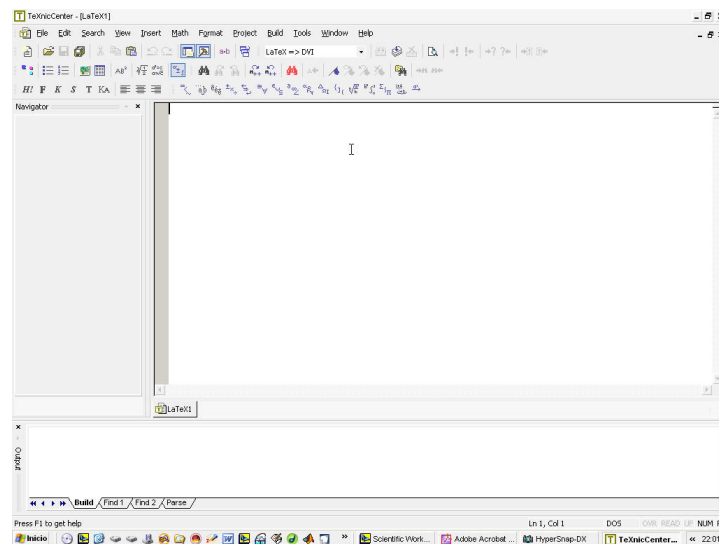 TeXnicCenter - [LaTeX1]
File Edit Search View Insert Math Format Project Build Tools Window Help
LaTeX => DVI
H! F K S T KA
Navigator
LaTeX1
Output
Build Find 1 Find 2 Parse
Press F1 to get help Ln 1, Col 1 DOS OVR READ UF NUM
Inicio Scientific Work... Adobe Acrobat ... HyperSnap-DX TeXnicCenter... 22:0